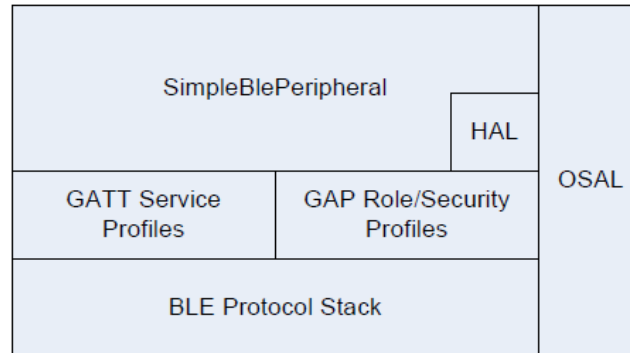 SimpleBlePeripheral
HAL
OSAL
GATT Service
Profiles
GAP Role/Security
Profiles
BLE Protocol Stack